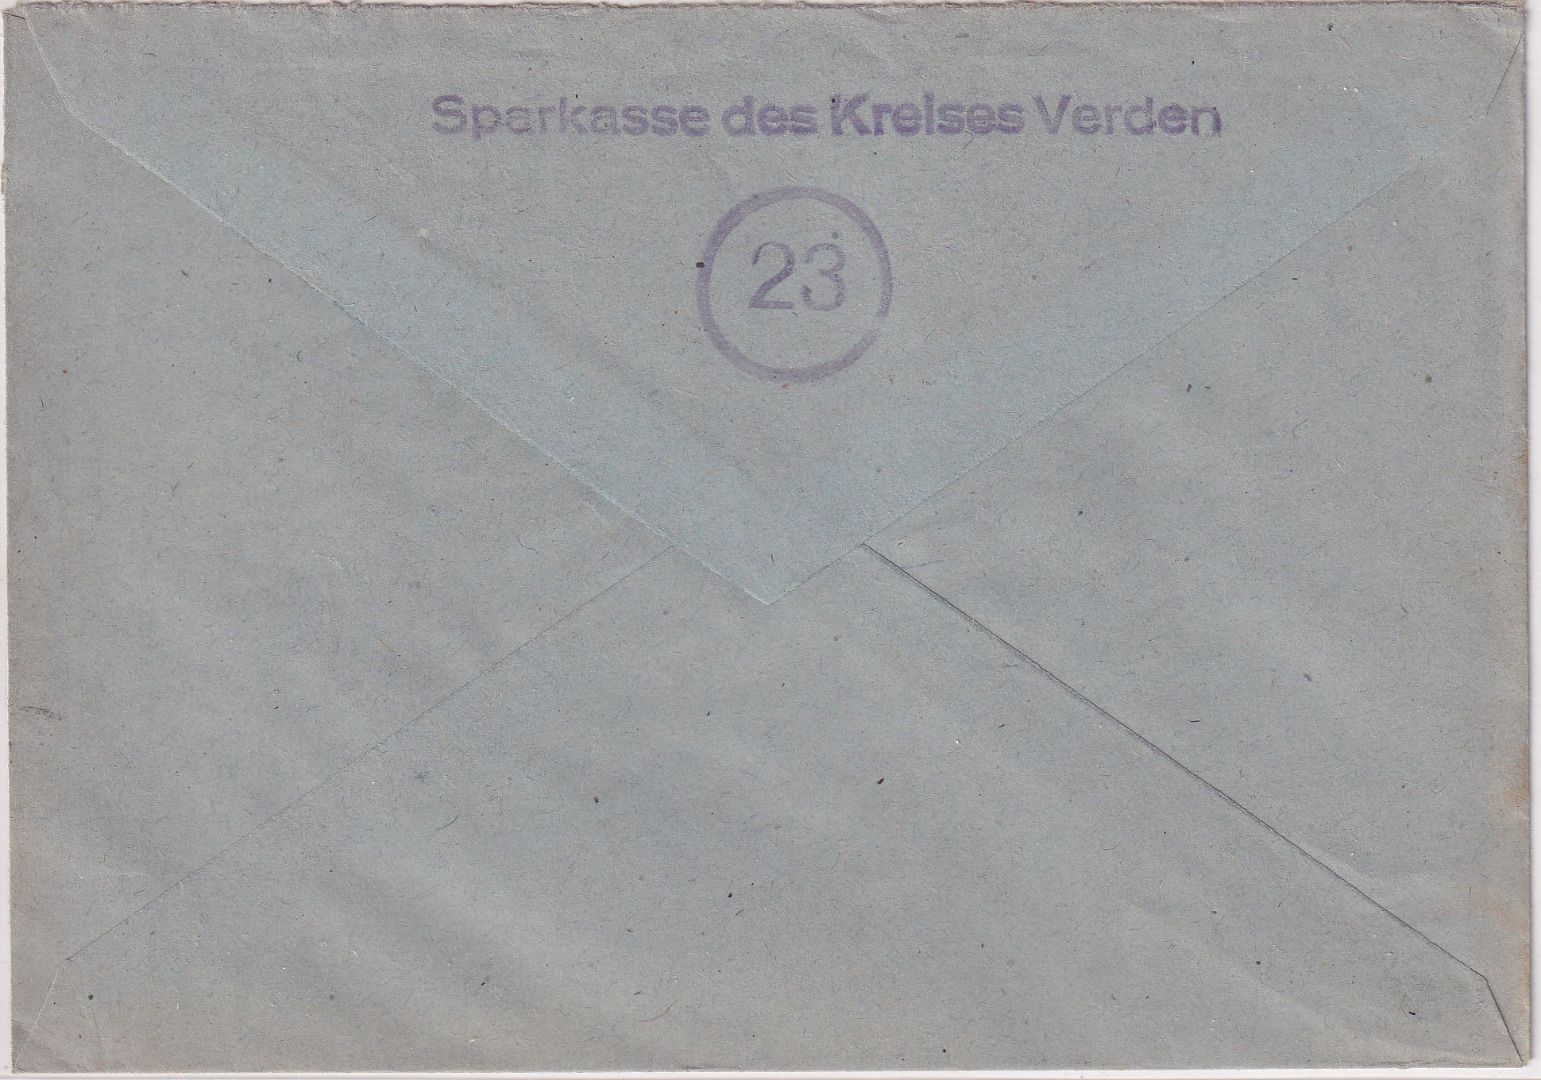 Sparkasse des Kreises Verden
23